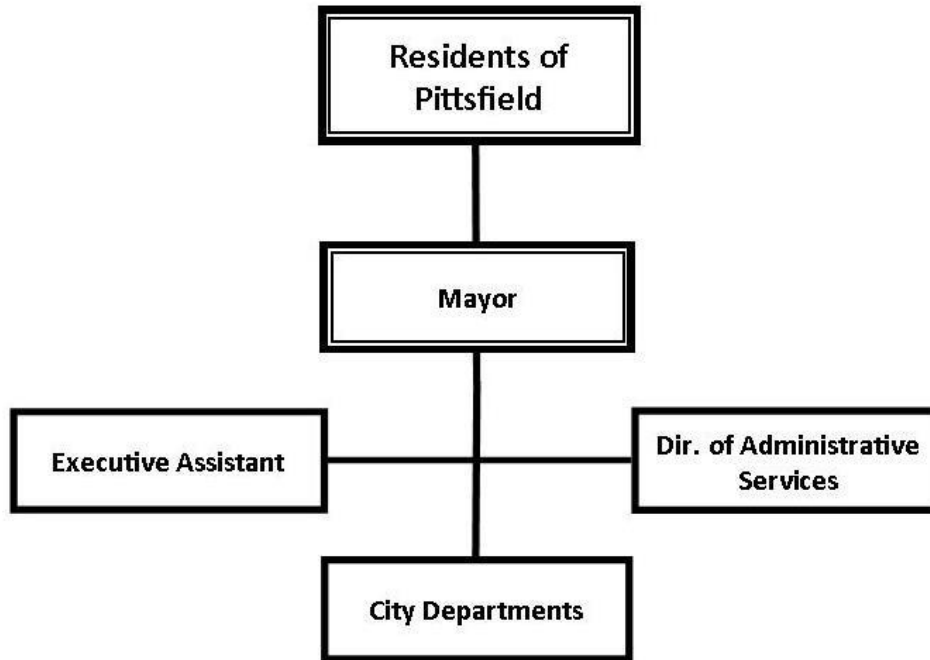 Residents of
Pittsfield
Mayor
Executive Assistant
Dir. of Administrative
Services
City Departments